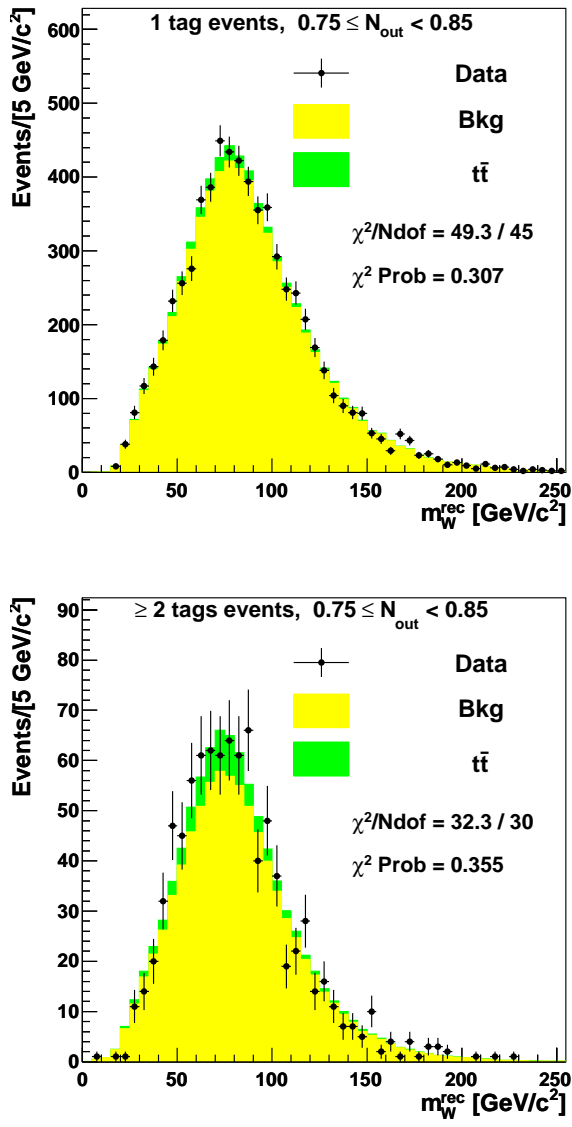 1 tag events, 0.75 ≤ N_out < 0.85
Events/[5 GeV/c²]
600
500
400
300
200
100
0
Data
Bkg
tt̄
χ²/Ndof = 49.3 / 45
χ² Prob = 0.307
0 50 100 150 200 250
m_W^rec [GeV/c²]
≥ 2 tags events, 0.75 ≤ N_out < 0.85
Events/[5 GeV/c²]
90
80
70
60
50
40
30
20
10
0
Data
Bkg
tt̄
χ²/Ndof = 32.3 / 30
χ² Prob = 0.355
0 50 100 150 200 250
m_W^rec [GeV/c²]